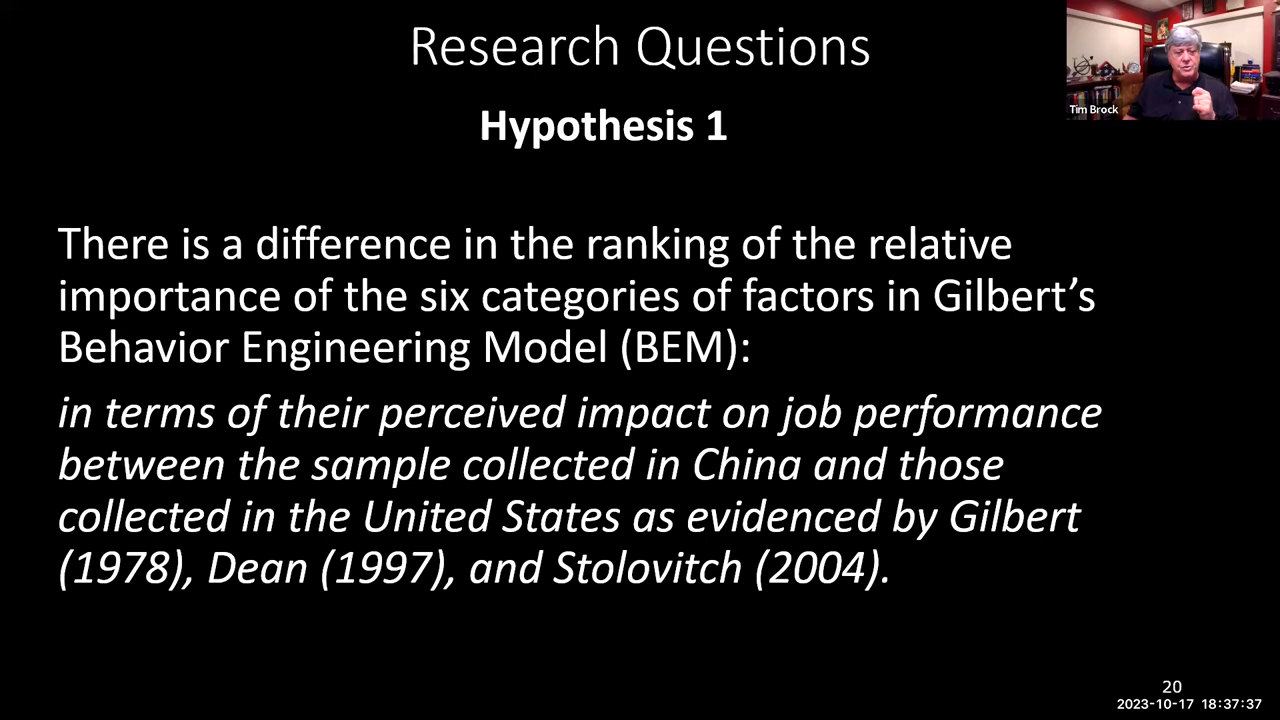 Research Questions
Tim Brock
Hypothesis 1
There is a difference in the ranking of the relative
importance of the six categories of factors in Gilbert’s
Behavior Engineering Model (BEM):
in terms of their perceived impact on job performance
between the sample collected in China and those
collected in the United States as evidenced by Gilbert
(1978), Dean (1997), and Stolovitch (2004).
20
2023-10-17 18:37:37